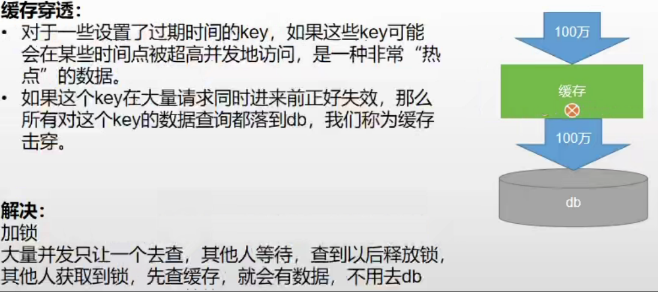 缓存穿透：
• 对于一些设置了过期时间的key，如果这些key可能
会在某些时间点被超高并发地访问，是一种非常“热
点”的数据。
• 如果这个key在大量请求同时进来前正好失效，那么
所有对这个key的数据查询都落到db，我们称为缓存
击穿。
解决：
加锁
大量并发只让一个去查，其他人等待，查到以后释放锁，
其他人获取到锁，先查缓存，就会有数据，不用去db
100万
缓存
100万
db